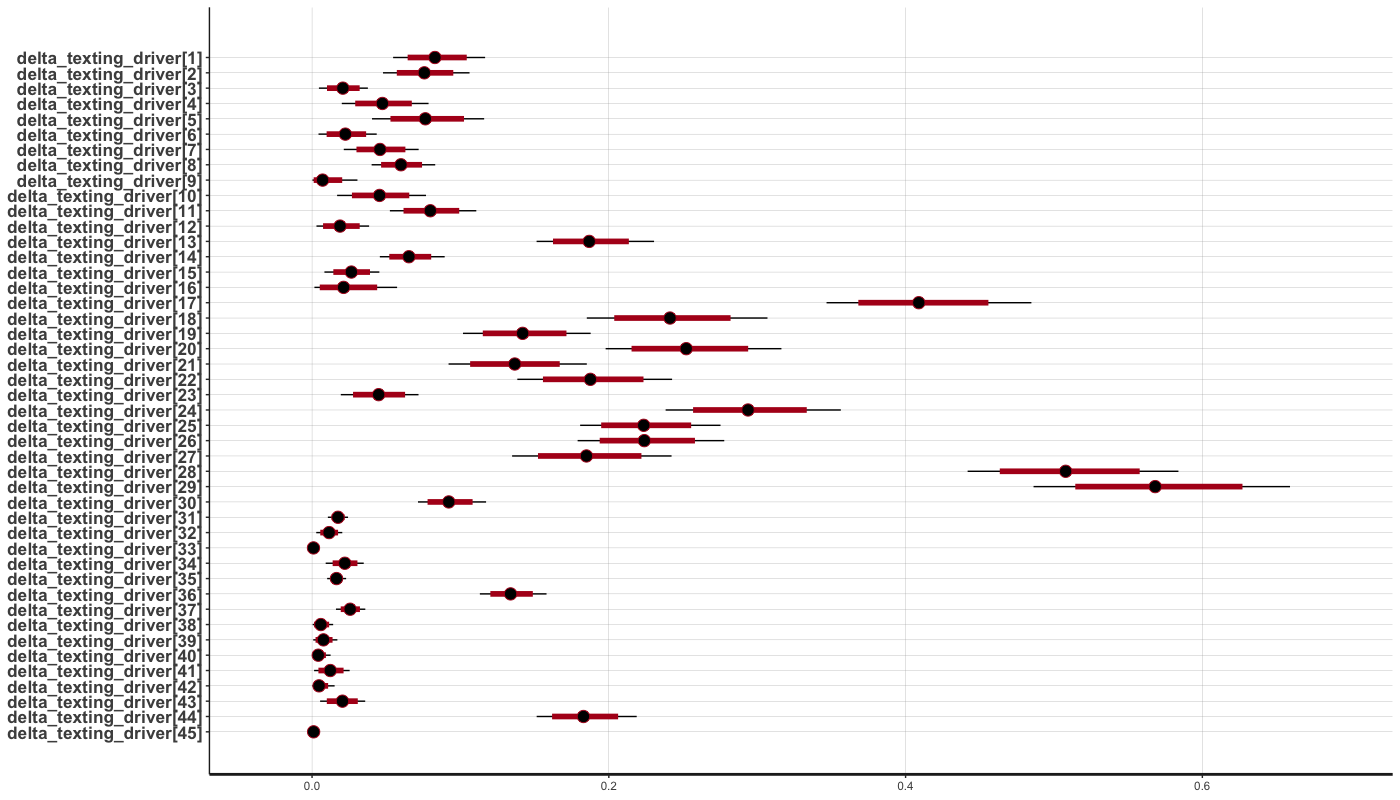 delta_texting_driver[1]
delta_texting_driver[2]
delta_texting_driver[3]
delta_texting_driver[4]
delta_texting_driver[5]
delta_texting_driver[6]
delta_texting_driver[7]
delta_texting_driver[8]
delta_texting_driver[9]
delta_texting_driver[10]
delta_texting_driver[11]
delta_texting_driver[12]
delta_texting_driver[13]
delta_texting_driver[14]
delta_texting_driver[15]
delta_texting_driver[16]
delta_texting_driver[17]
delta_texting_driver[18]
delta_texting_driver[19]
delta_texting_driver[20]
delta_texting_driver[21]
delta_texting_driver[22]
delta_texting_driver[23]
delta_texting_driver[24]
delta_texting_driver[25]
delta_texting_driver[26]
delta_texting_driver[27]
delta_texting_driver[28]
delta_texting_driver[29]
delta_texting_driver[30]
delta_texting_driver[31]
delta_texting_driver[32]
delta_texting_driver[33]
delta_texting_driver[34]
delta_texting_driver[35]
delta_texting_driver[36]
delta_texting_driver[37]
delta_texting_driver[38]
delta_texting_driver[39]
delta_texting_driver[40]
delta_texting_driver[41]
delta_texting_driver[42]
delta_texting_driver[43]
delta_texting_driver[44]
delta_texting_driver[45]
0.0 0.2 0.4 0.6